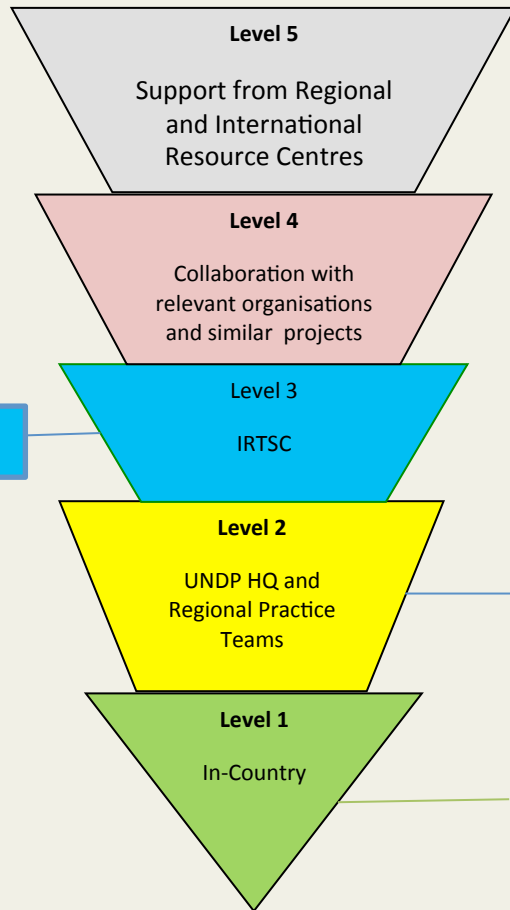 Level 5
Support from Regional
and International
Resource Centres
Level 4
Collaboration with
relevant organisations
and similar projects
Level 3
IRTSC
Level 2
UNDP HQ and
Regional Practice
Teams
Level 1
In-Country